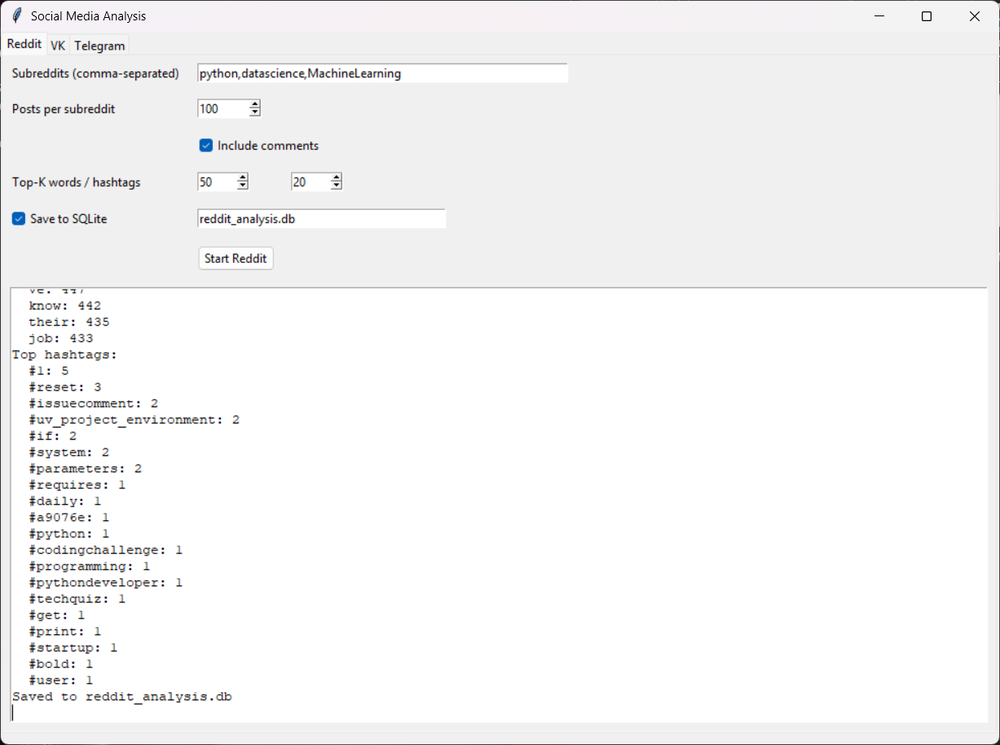 Social Media Analysis
Reddit VK Telegram
Subreddits (comma-separated) python,datascience,MachineLearning
Posts per subreddit 100
Include comments
Top-K words / hashtags 50 20
Save to SQLite reddit_analysis.db
Start Reddit
ve: 447
know: 442
their: 435
job: 433
Top hashtags:
#1: 5
#reset: 3
#issuecomment: 2
#uv_project_environment: 2
#if: 2
#system: 2
#parameters: 2
#requires: 1
#daily: 1
#a9076e: 1
#python: 1
#codingchallenge: 1
#programming: 1
#pythondeveloper: 1
#techquiz: 1
#get: 1
#print: 1
#startup: 1
#bold: 1
#user: 1
Saved to reddit_analysis.db